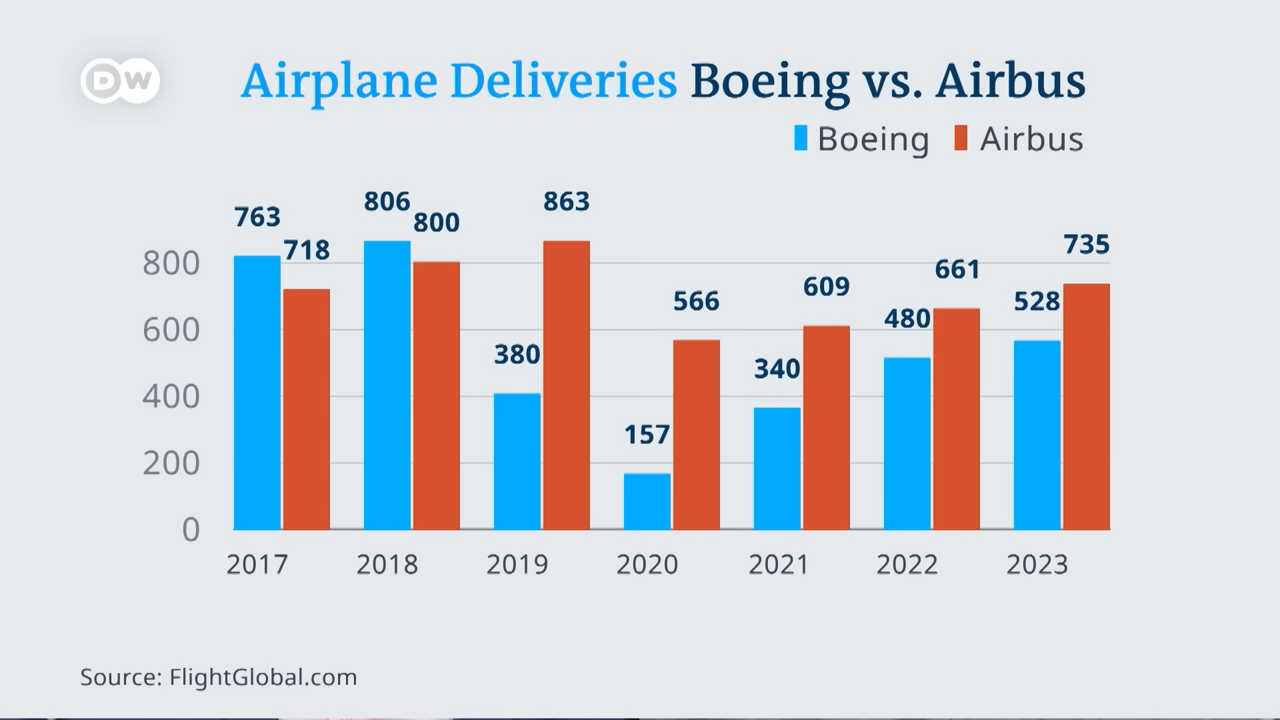 DW
Airplane Deliveries Boeing vs. Airbus
Boeing Airbus
763 718 806 800 380 863 157 566 340 609 480 661 528 735
800
600
400
200
0
2017 2018 2019 2020 2021 2022 2023
Source: FlightGlobal.com